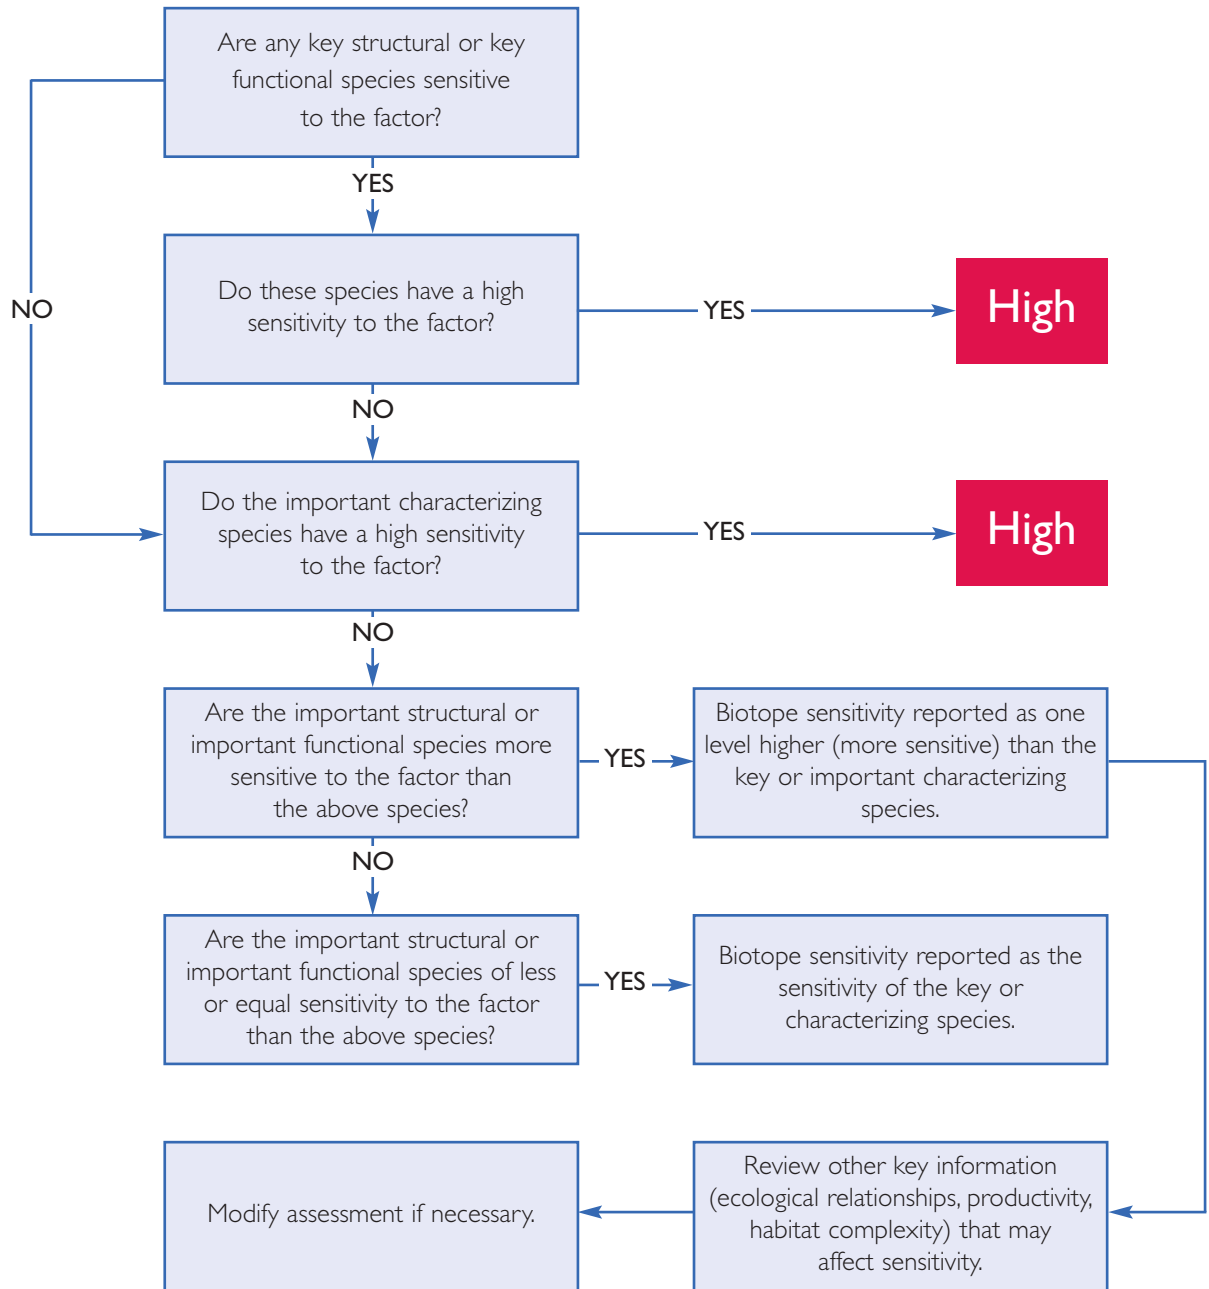 Are any key structural or key
functional species sensitive
to the factor?
YES
NO
Do these species have a high
sensitivity to the factor?
YES
High
NO
Do the important characterizing
species have a high sensitivity
to the factor?
YES
High
NO
Are the important structural or
important functional species more
sensitive to the factor than
the above species?
YES
Biotope sensitivity reported as one
level higher (more sensitive) than the
key or important characterizing
species.
NO
Are the important structural or
important functional species of less
or equal sensitivity to the factor
than the above species?
YES
Biotope sensitivity reported as the
sensitivity of the key or
characterizing species.
Modify assessment if necessary.
Review other key information
(ecological relationships, productivity,
habitat complexity) that may
affect sensitivity.